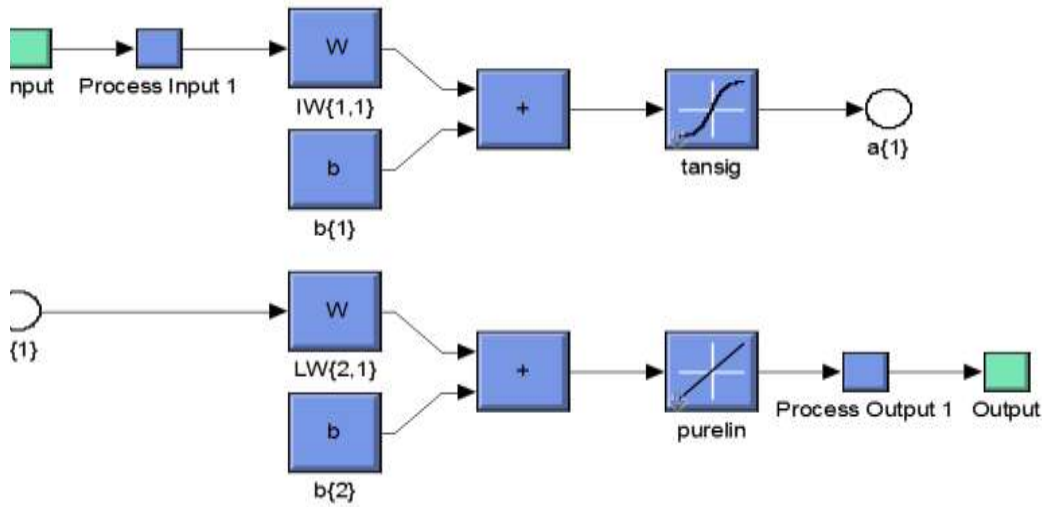 W
nput
Process Input 1
IW{1,1}
+
b
tansig
a{1}
b{1}
W
{1}
LW{2,1}
+
b
purelin
Process Output 1
Output
b{2}